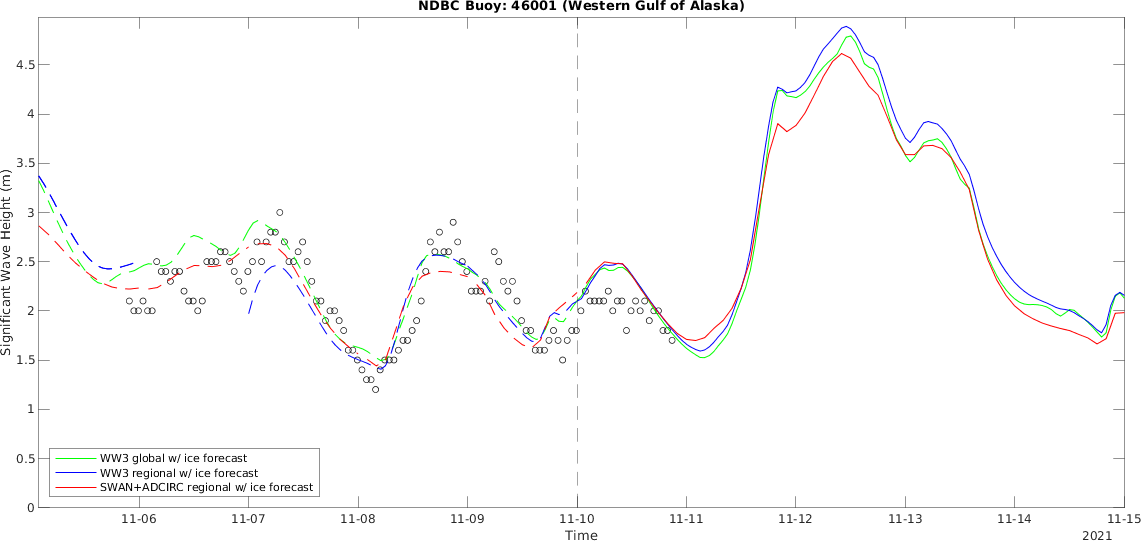 NDBC Buoy: 46001 (Western Gulf of Alaska)
Significant Wave Height (m)
4.5
4
3.5
3
2.5
2
1.5
1
0.5
0
WW3 global w/ ice forecast
WW3 regional w/ ice forecast
SWAN+ADCIRC regional w/ ice forecast
11-06 11-07 11-08 11-09 11-10 11-11 11-12 11-13 11-14 11-15
Time
2021